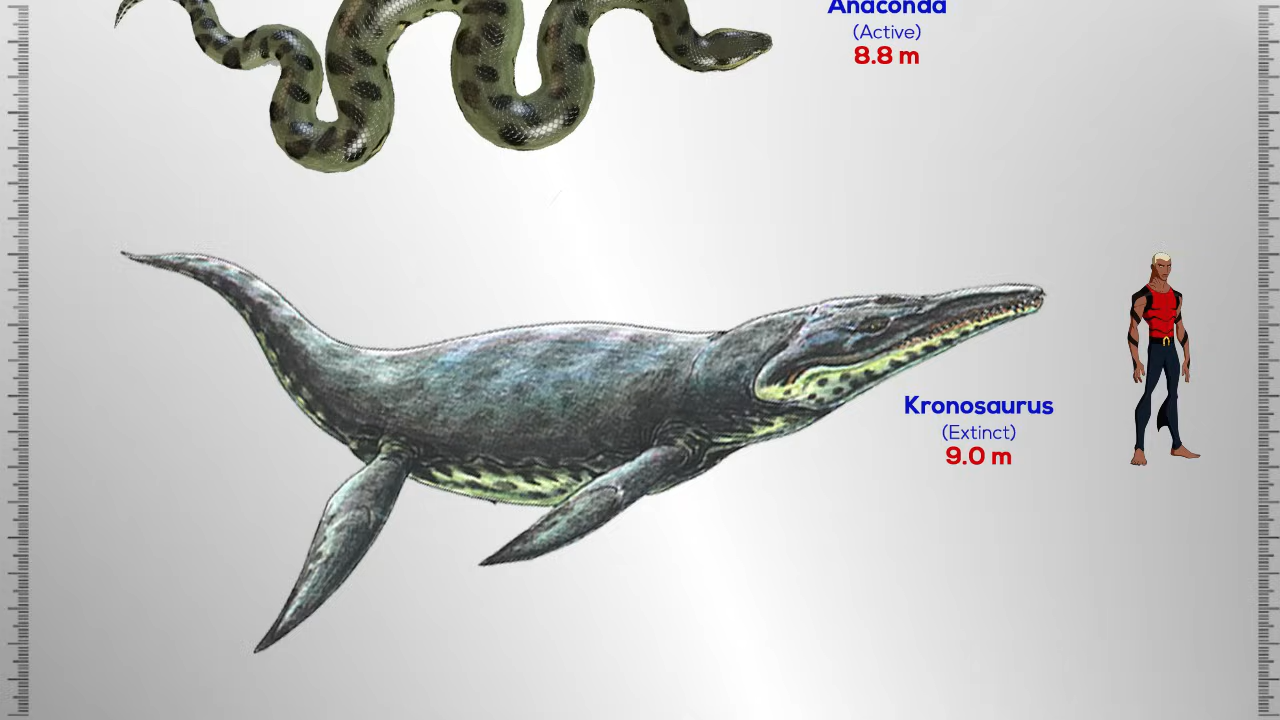 Anaconda
(Active)
8.8 m
Kronosaurus
(Extinct)
9.0 m